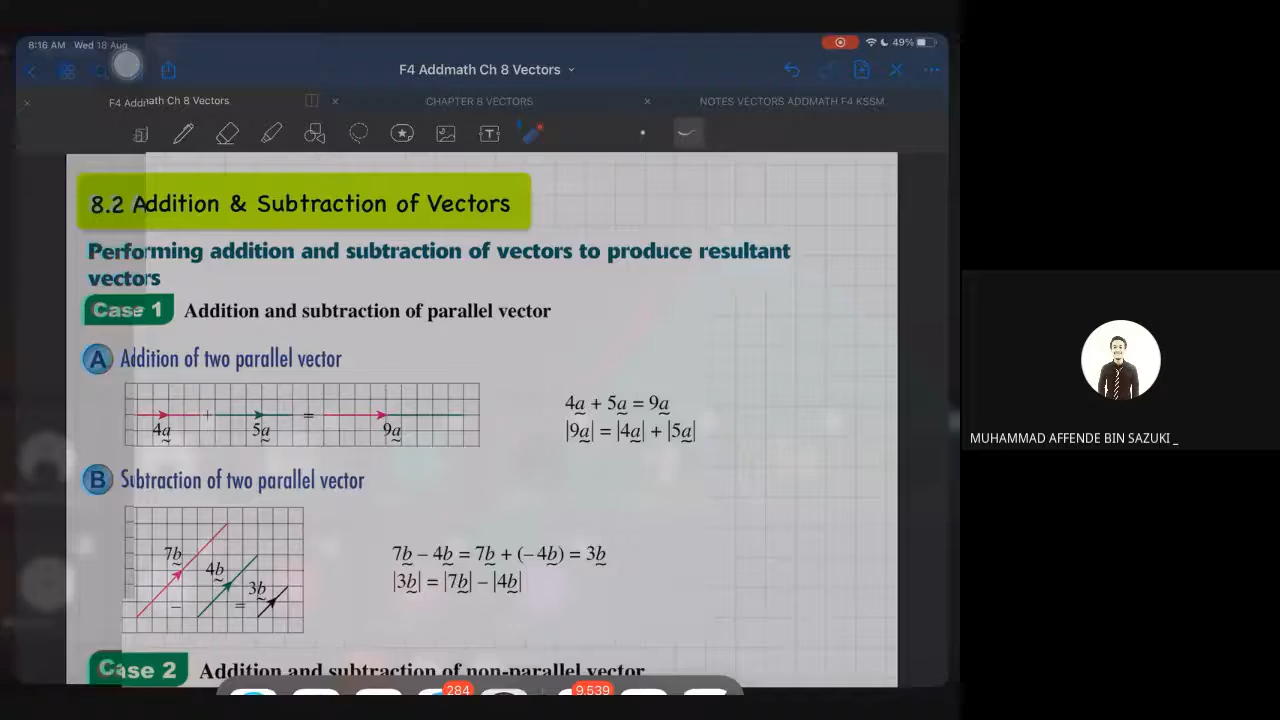 8:16 AM Wed 18 Aug
49%
F4 Addmath Ch 8 Vectors
F4 Addmath Ch 8 Vectors
CHAPTER 8 VECTORS
NOTES VECTORS ADDMATH F4 KSSM
8.2 Addition & Subtraction of Vectors
Performing addition and subtraction of vectors to produce resultant
vectors
Case 1 Addition and subtraction of parallel vector
A Addition of two parallel vector
+ =
4a 5a 9a
4a + 5a = 9a
|9a| = |4a| + |5a|
B Subtraction of two parallel vector
7b
4b
3b
− =
7b − 4b = 7b + (−4b) = 3b
|3b| = |7b| − |4b|
Case 2 Addition and subtraction of non-parallel vector
284
9,539
MUHAMMAD AFFENDE BIN SAZUKI _